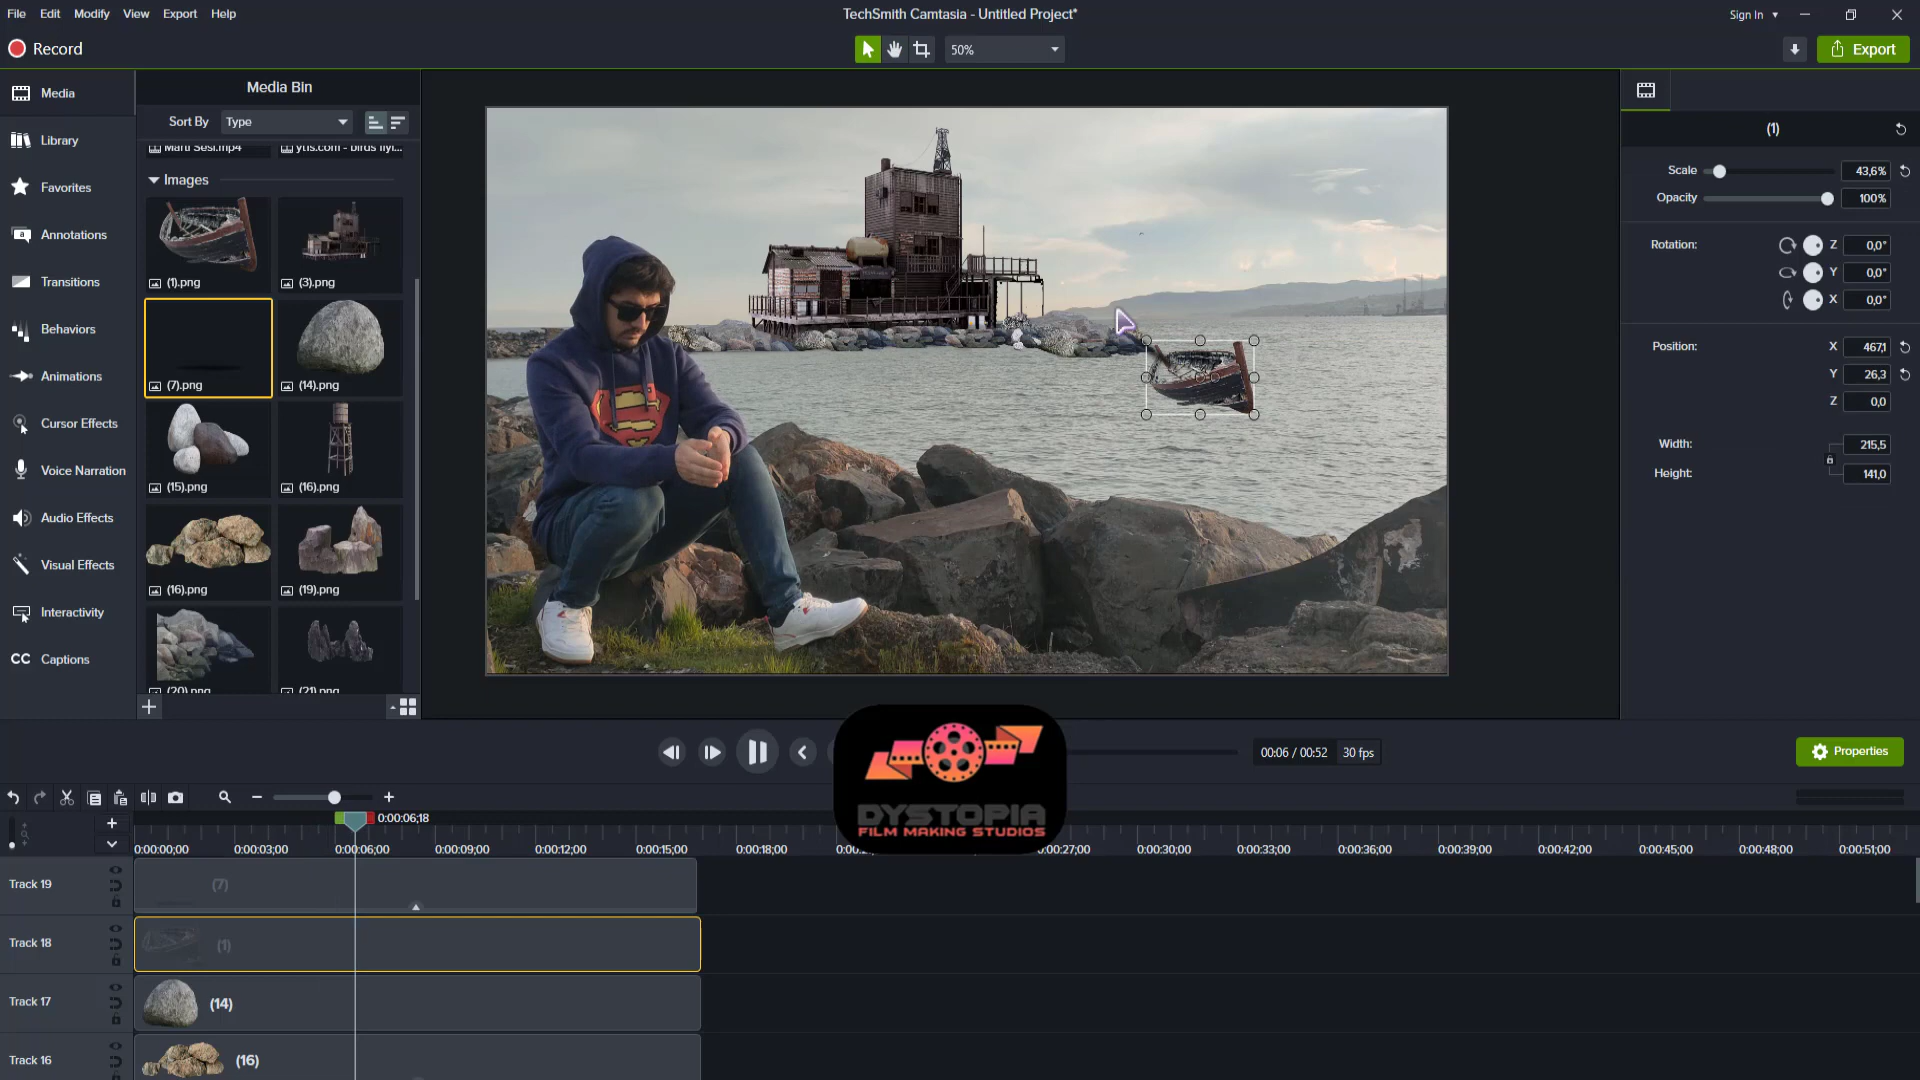 File Edit Modify View Export Help
TechSmith Camtasia - Untitled Project*
Sign In
Record
50%
Export
Media
Library
Favorites
Annotations
Transitions
Behaviors
Animations
Cursor Effects
Voice Narration
Audio Effects
Visual Effects
Interactivity
CC Captions
Media Bin
Sort By Type
Marti Sesi.mp4
Images
(1).png (3).png
(7).png (14).png
(15).png (16).png
(16).png (19).png
(20).png (21).png
(1)
Scale 43,6%
Opacity 100%
Rotation: Z 0,0°
Y 0,0°
X 0,0°
Position: X 467,1
Y 26,3
Z 0,0
Width: 215,5
Height: 141,0
00:06 / 00:52 30 fps
Properties
DYSTOPIA
FILM MAKING STUDIOS
0:00:06;18
0:00:00;00 0:00:03;00 0:00:06;00 0:00:09;00 0:00:12;00 0:00:15;00 0:00:18;00 0:00:27;00 0:00:30;00 0:00:33;00 0:00:36;00 0:00:39;00 0:00:42;00 0:00:45;00 0:00:48;00 0:00:51;00
Track 19 (7)
Track 18 (1)
Track 17 (14)
Track 16 (16)